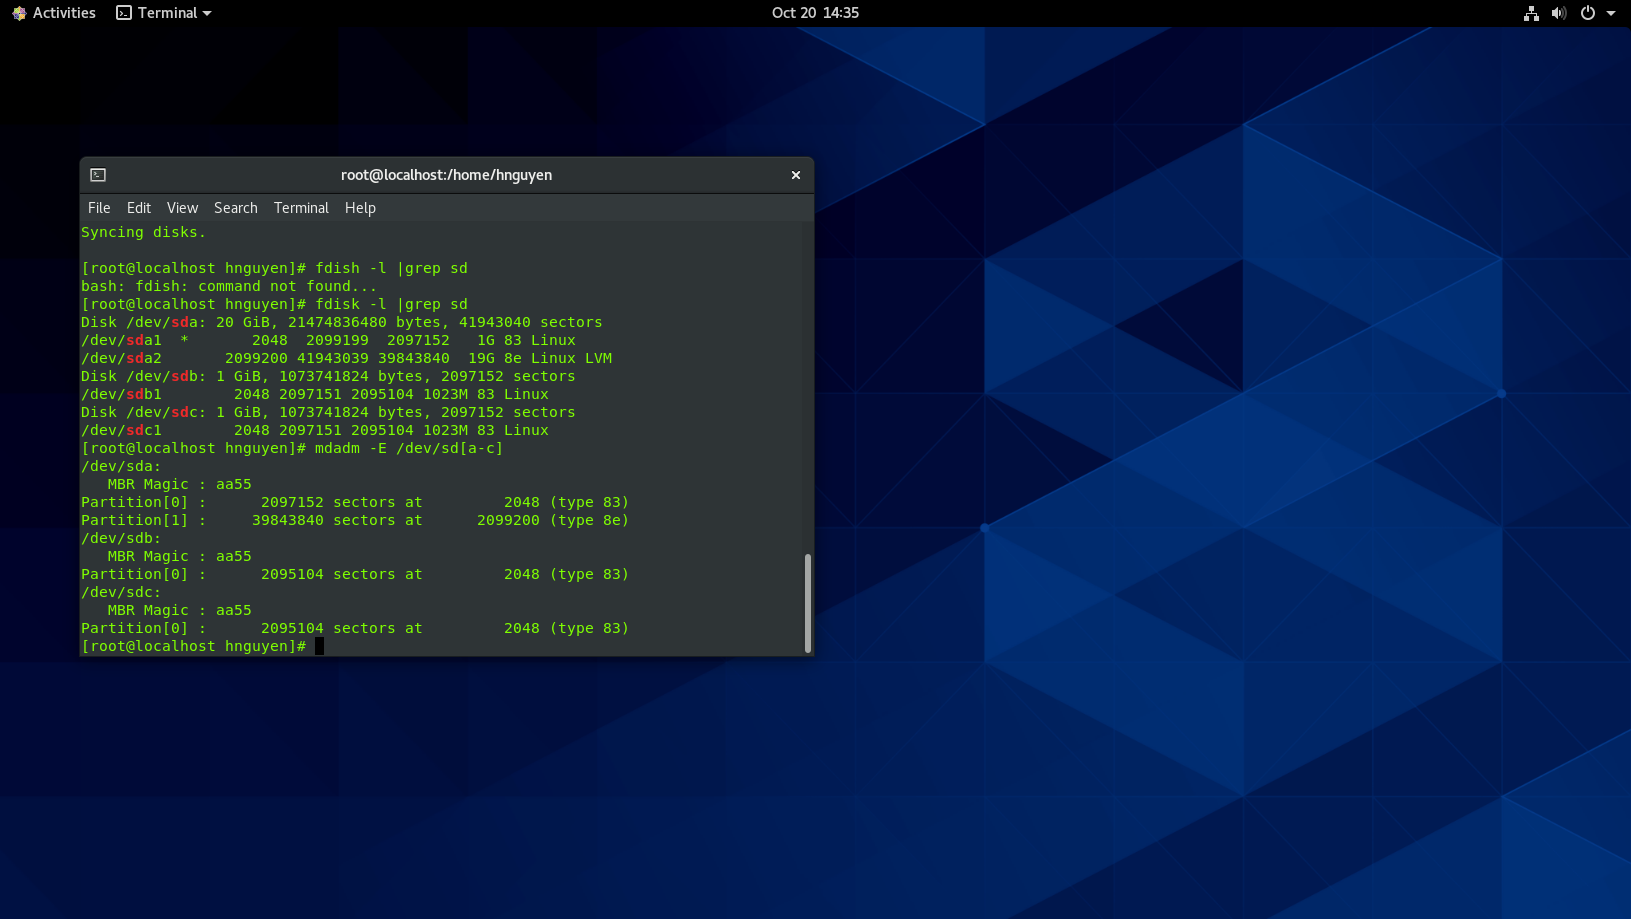 Activities Terminal Oct 20 14:35
root@localhost:/home/hnguyen
File Edit View Search Terminal Help
Syncing disks.
[root@localhost hnguyen]# fdish -l |grep sd
bash: fdish: command not found...
[root@localhost hnguyen]# fdisk -l |grep sd
Disk /dev/sda: 20 GiB, 21474836480 bytes, 41943040 sectors
/dev/sda1  *       2048  2099199  2097152   1G 83 Linux
/dev/sda2       2099200 41943039 39843840  19G 8e Linux LVM
Disk /dev/sdb: 1 GiB, 1073741824 bytes, 2097152 sectors
/dev/sdb1        2048 2097151 2095104 1023M 83 Linux
Disk /dev/sdc: 1 GiB, 1073741824 bytes, 2097152 sectors
/dev/sdc1        2048 2097151 2095104 1023M 83 Linux
[root@localhost hnguyen]# mdadm -E /dev/sd[a-c]
/dev/sda:
   MBR Magic : aa55
Partition[0] :      2097152 sectors at         2048 (type 83)
Partition[1] :     39843840 sectors at      2099200 (type 8e)
/dev/sdb:
   MBR Magic : aa55
Partition[0] :      2095104 sectors at         2048 (type 83)
/dev/sdc:
   MBR Magic : aa55
Partition[0] :      2095104 sectors at         2048 (type 83)
[root@localhost hnguyen]#